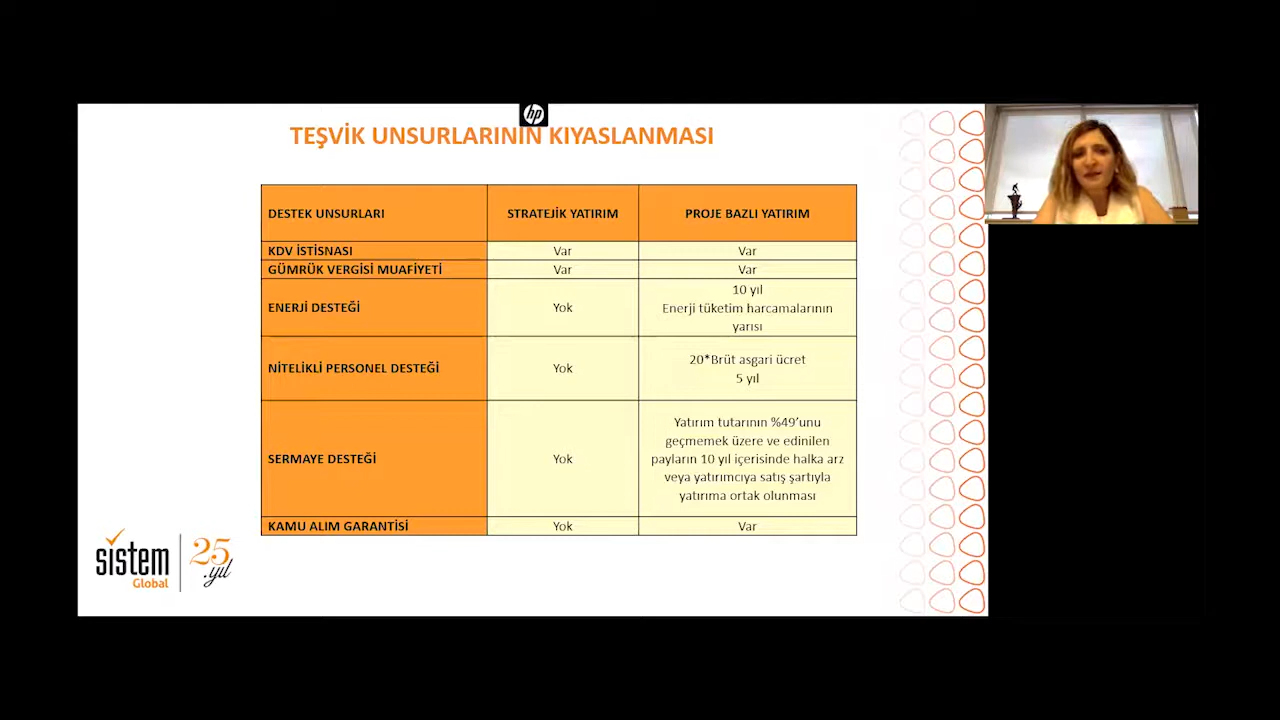 hp
TEŞVİK UNSURLARININ KIYASLANMASI
DESTEK UNSURLARI STRATEJİK YATIRIM PROJE BAZLI YATIRIM
KDV İSTİSNASI Var Var
GÜMRÜK VERGİSİ MUAFİYETİ Var Var
ENERJİ DESTEĞİ Yok 10 yıl
Enerji tüketim harcamalarının
yarısı
NİTELİKLİ PERSONEL DESTEĞİ Yok 20*Brüt asgari ücret
5 yıl
SERMAYE DESTEĞİ Yok Yatırım tutarının %49’unu
geçmemek üzere ve edinilen
payların 10 yıl içerisinde halka arz
veya yatırımcıya satış şartıyla
yatırıma ortak olunması
KAMU ALIM GARANTİSİ Yok Var
sistem
Global
25
.yıl